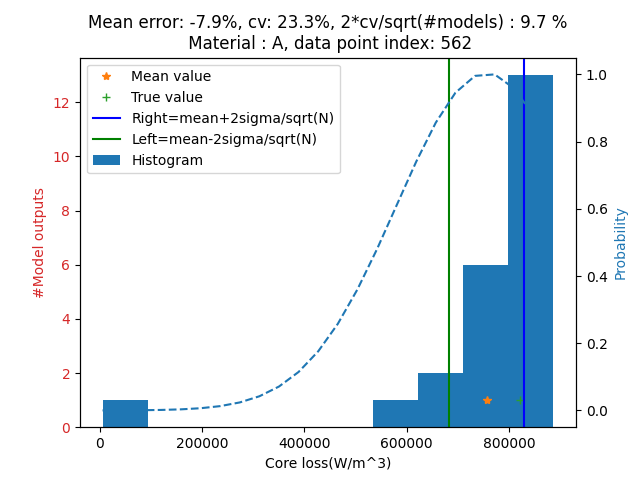 Mean error: -7.9%, cv: 23.3%, 2*cv/sqrt(#models) : 9.7 %
Material : A, data point index: 562
Mean value
True value
Right=mean+2sigma/sqrt(N)
Left=mean-2sigma/sqrt(N)
Histogram
#Model outputs
12
10
8
6
4
2
0
1.0
0.8
0.6
0.4
0.2
0.0
Probability
0
200000
400000
600000
800000
Core loss(W/m^3)